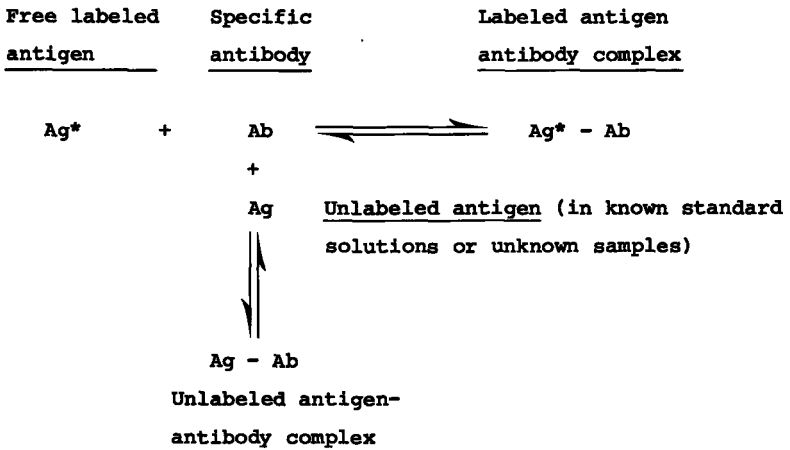 Free labeled antigen
Specific antibody
Labeled antigen antibody complex
Ag* + Ab Ag* - Ab
+
Ag Unlabeled antigen (in known standard
solutions or unknown samples)
Ag - Ab
Unlabeled antigen-
antibody complex